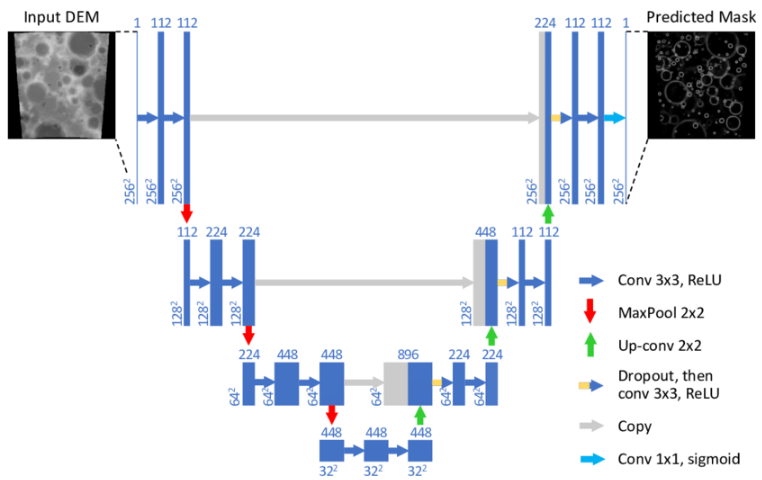 Input DEM
Predicted Mask
1 112 112
224 112 112 1
256² 256² 256²
256² 256² 256² 256²
112 224 224
448 112 112
128² 128² 128²
128² 128² 128²
224 448 448
896 224 224
64² 64² 64²
64² 64² 64²
448 448 448
32² 32² 32²
Conv 3x3, ReLU
MaxPool 2x2
Up-conv 2x2
Dropout, then
conv 3x3, ReLU
Copy
Conv 1x1, sigmoid